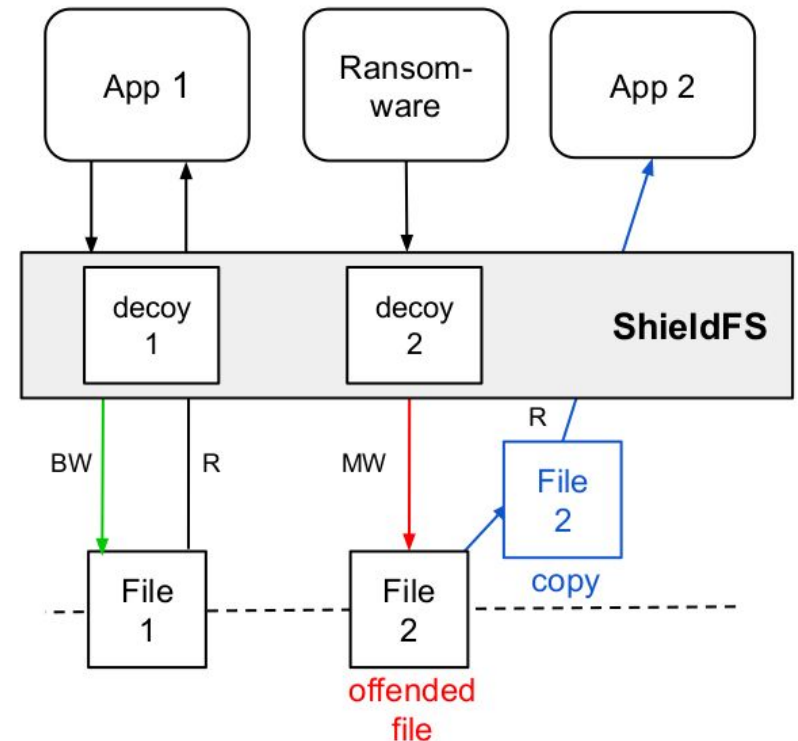 App 1
Ransom-
ware
App 2
decoy
1
decoy
2
ShieldFS
BW
R
MW
R
File
2
copy
File
1
File
2
offended
file